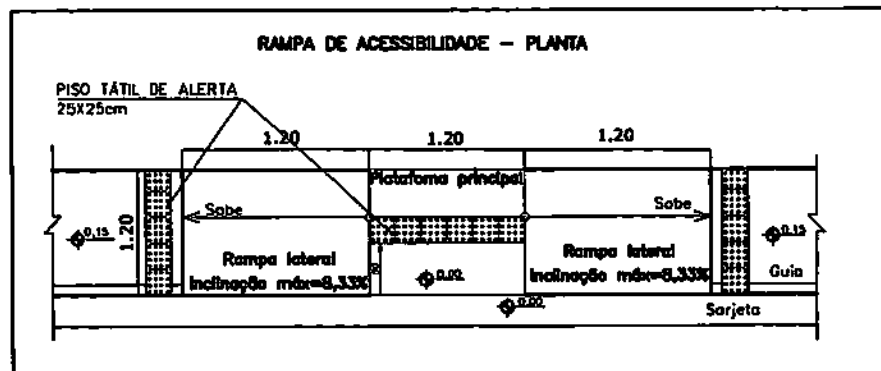 RAMPA DE ACESSIBILIDADE – PLANTA
PISO TÁTIL DE ALERTA
25X25cm
1.20 1.20 1.20
Plataforma principal
Sobe Sobe
0,15 1.20 0,15
Rampa lateral Rampa lateral
Inclinação máx=8,33% 0,00 Inclinação máx=8,33%
Guia
0,00
Sarjeta